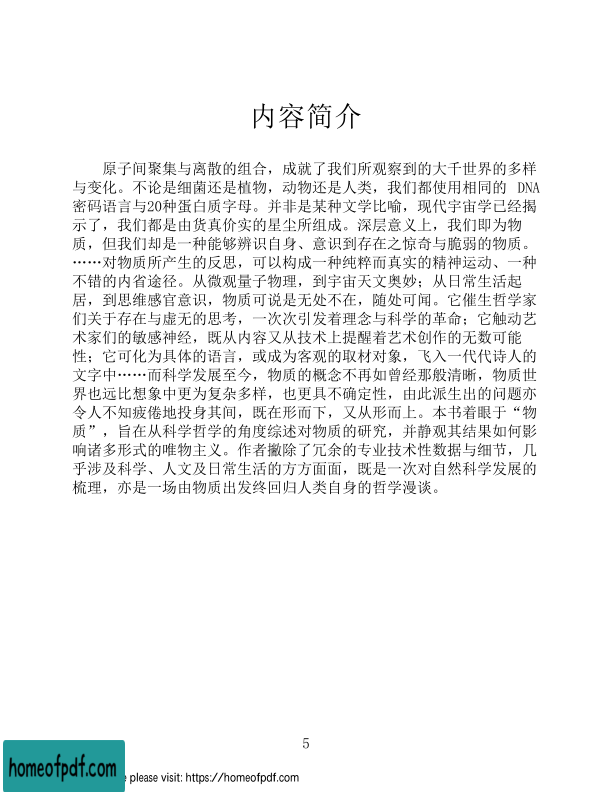 内容简介
原子间聚集与离散的组合，成就了我们所观察到的大千世界的多样
与变化。不论是细菌还是植物，动物还是人类，我们都使用相同的 DNA
密码语言与20种蛋白质字母。并非是某种文学比喻，现代宇宙学已经揭
示了，我们都是由货真价实的星尘所组成。深层意义上，我们即为物
质，但我们却是一种能够辨识自身、意识到存在之惊奇与脆弱的物质。
……对物质所产生的反思，可以构成一种纯粹而真实的精神运动、一种
不错的内省途径。从微观量子物理，到宇宙天文奥妙；从日常生活起
居，到思维感官意识，物质可说是无处不在，随处可闻。它催生哲学家
们关于存在与虚无的思考，一次次引发着理念与科学的革命；它触动艺
术家们的敏感神经，既从内容又从技术上提醒着艺术创作的无数可能
性；它可化为具体的语言，或成为客观的取材对象，飞入一代代诗人的
文字中……而科学发展至今，物质的概念不再如曾经那般清晰，物质世
界也远比想象中更为复杂多样，也更具不确定性，由此派生出的问题亦
令人不知疲倦地投身其间，既在形而下，又从形而上。本书着眼于“物
质”，旨在从科学哲学的角度综述对物质的研究，并静观其结果如何影
响诸多形式的唯物主义。作者撇除了冗余的专业技术性数据与细节，几
乎涉及科学、人文及日常生活的方方面面，既是一次对自然科学发展的
梳理，亦是一场由物质出发终回归人类自身的哲学漫谈。
5
homeofpdf.com
e please visit: https://homeofpdf.com